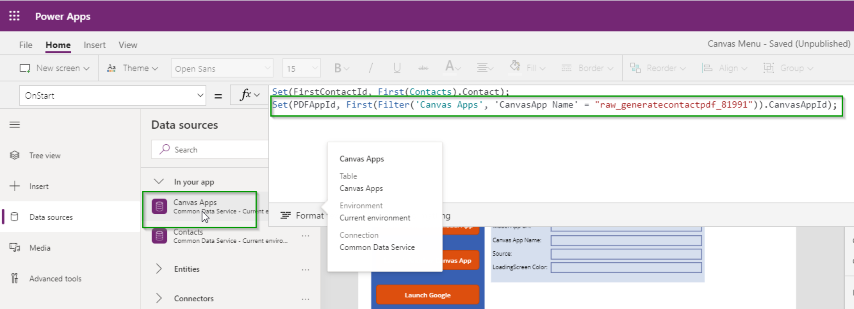 Power Apps
File Home Insert View
Canvas Menu - Saved (Unpublished)
New screen Theme Open Sans 15 B Fill Border Reorder Align Group
OnStart = fx
Set(FirstContactId, First(Contacts).Contact);
Set(PDFAppId, First(Filter('Canvas Apps', 'CanvasApp Name' = "raw_generatecontactpdf_81991")).CanvasAppId);
Data sources
Tree view
Search
Insert
In your app
Data sources
Canvas Apps
Common Data Service - Current e
Contacts
Common Data Service - Current enviro...
Media
Entities
Advanced tools
Connectors
Canvas Apps
Table
Canvas Apps
Environment
Current environment
Connection
Common Data Service
Format
Canvas App Name:
Source:
LoadingScreen Color:
nvas App
Launch Google